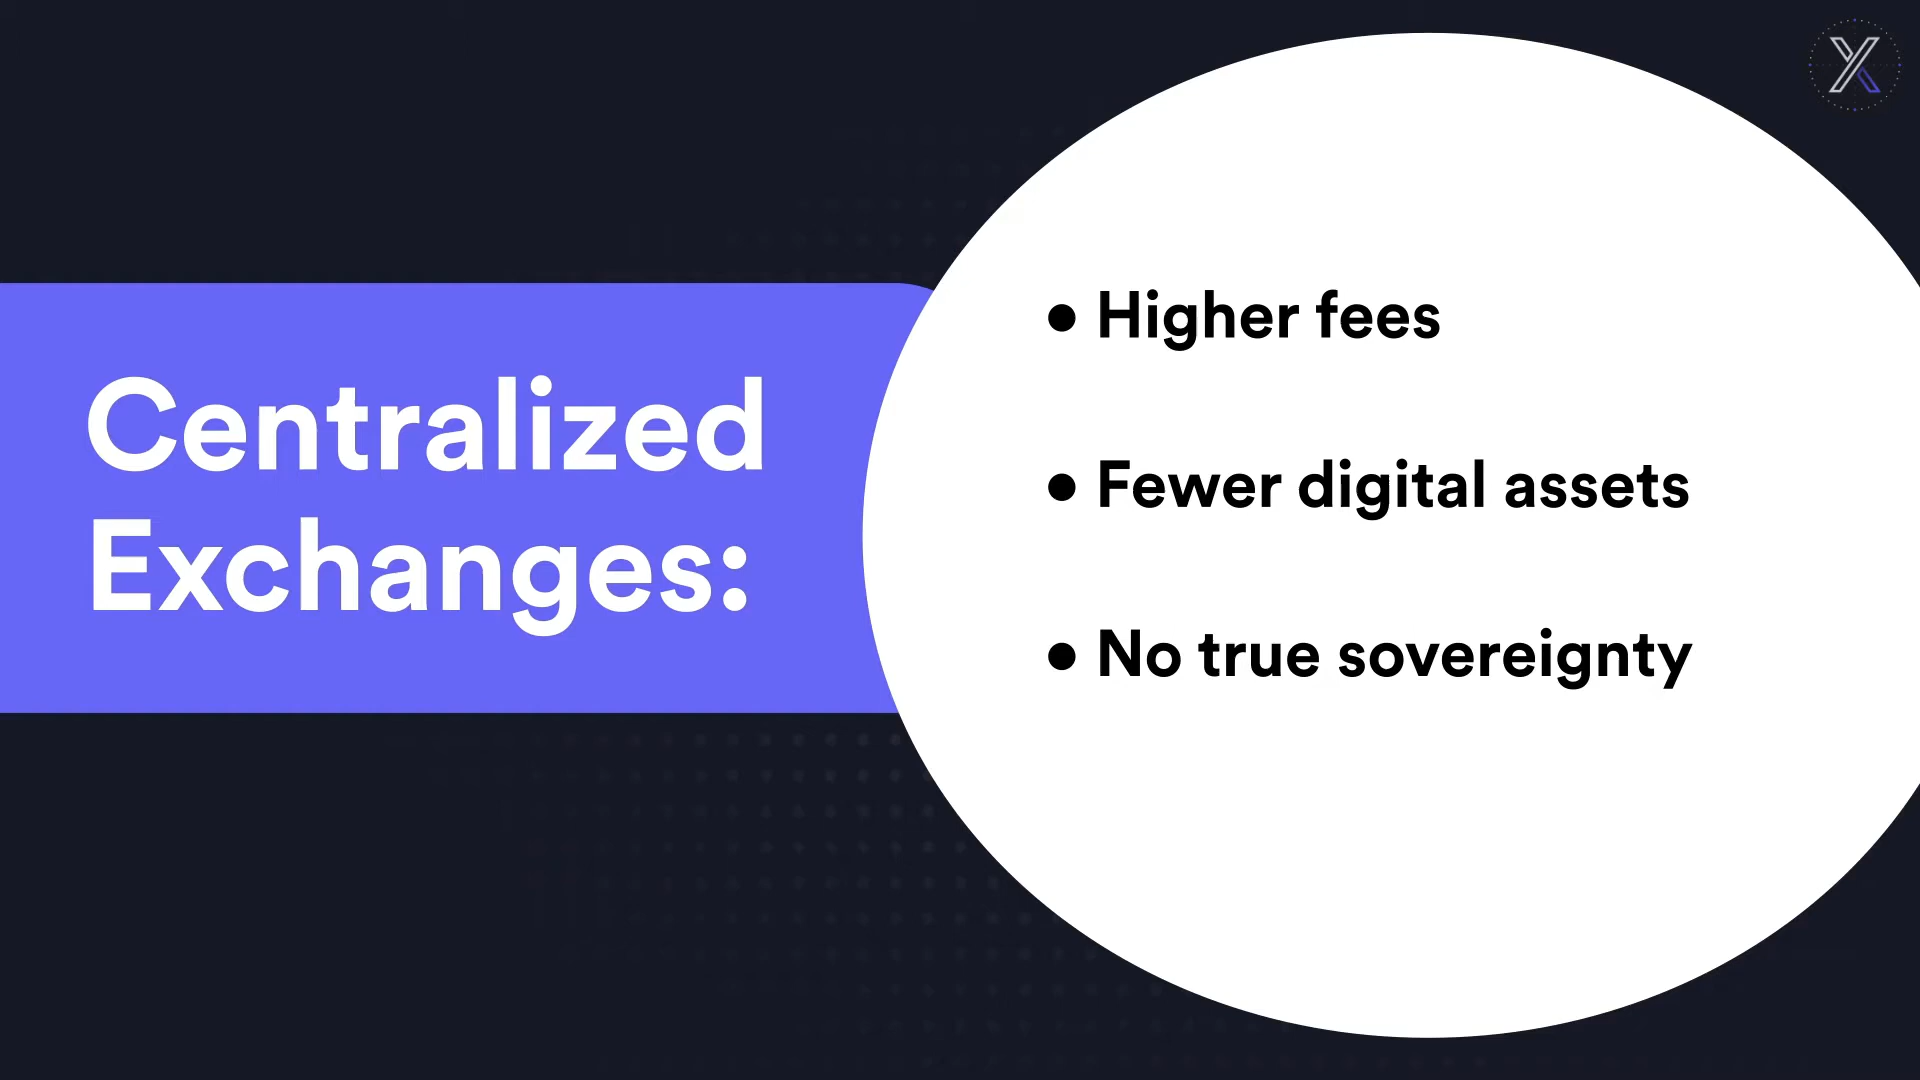 Centralized
Exchanges:
• Higher fees
• Fewer digital assets
• No true sovereignty